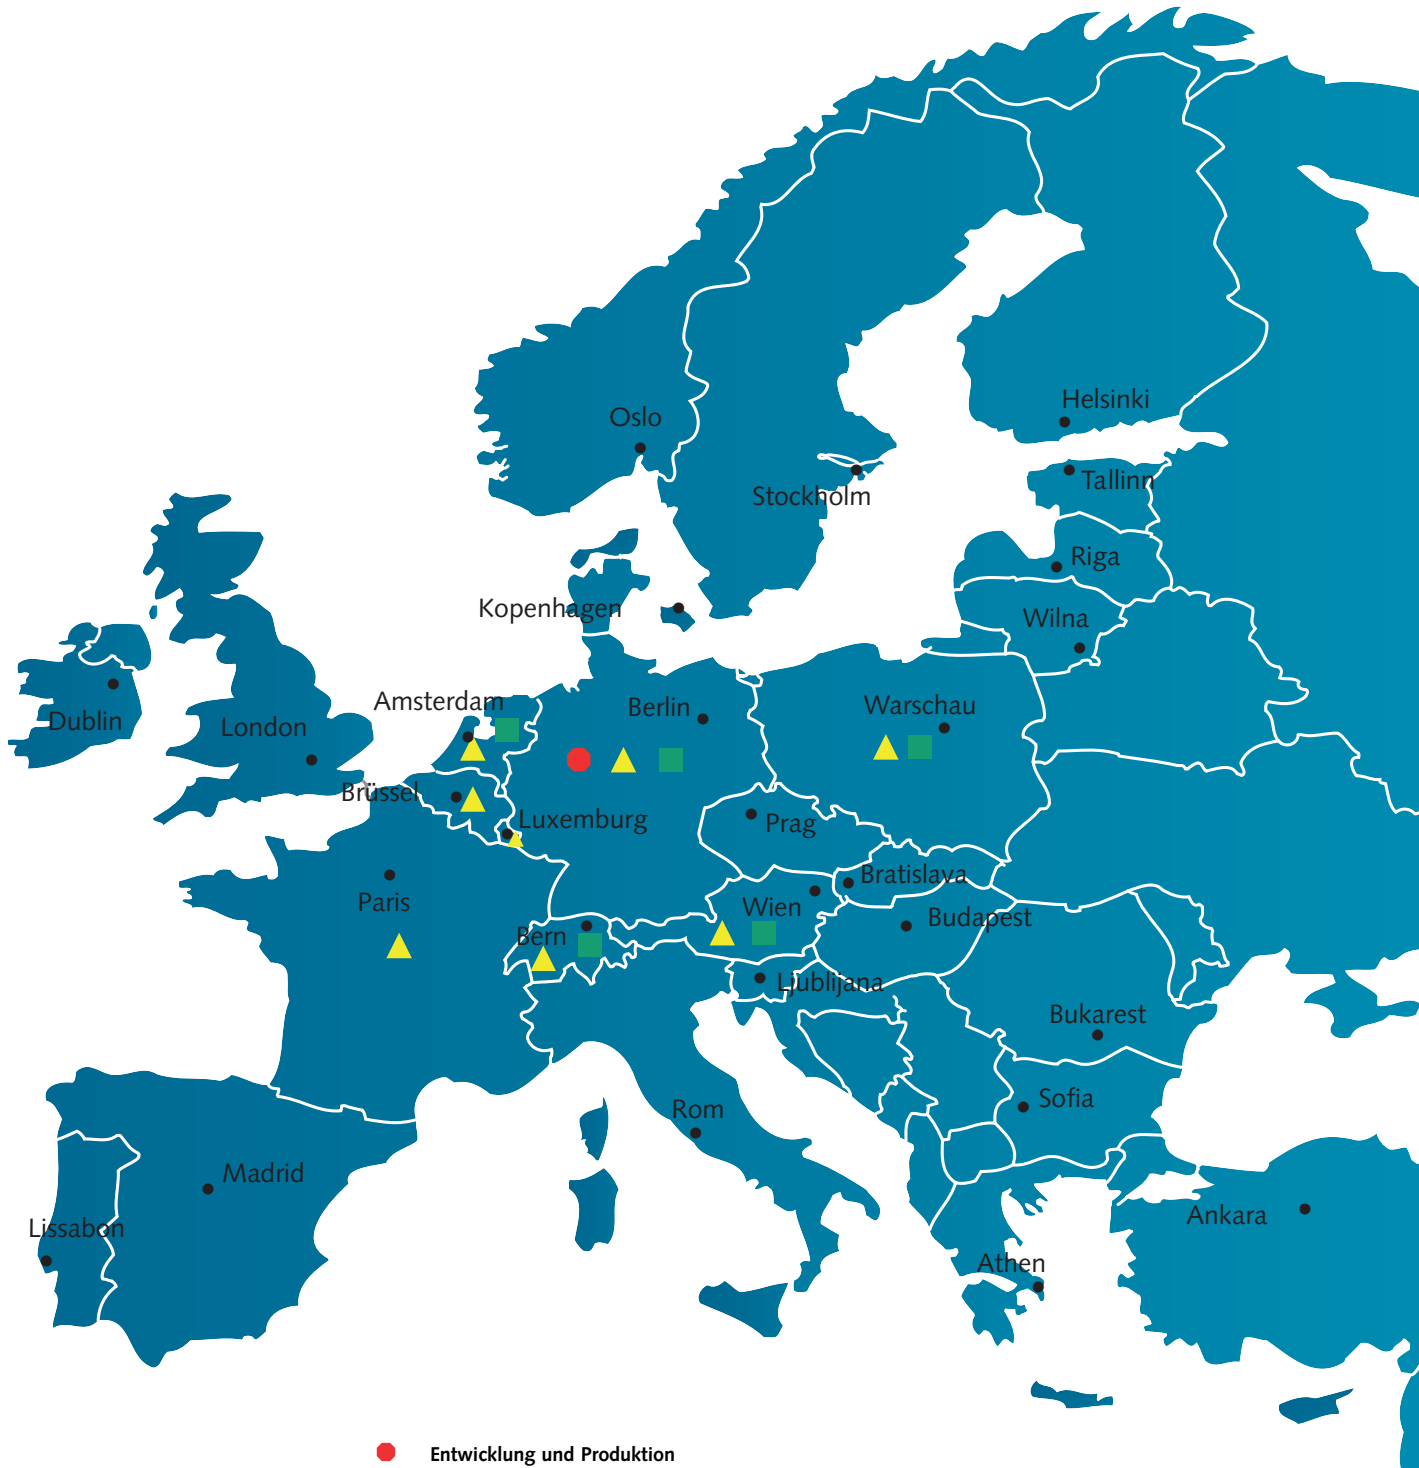 Helsinki
Oslo
Tallinn
Stockholm
Riga
Kopenhagen
Wilna
Amsterdam
Berlin
Warschau
Dublin
London
Brüssel
Luxemburg
Prag
Bratislava
Paris
Wien
Budapest
Bern
Ljublijana
Bukarest
Sofia
Rom
Madrid
Lissabon
Ankara
Athen
Entwicklung und Produktion